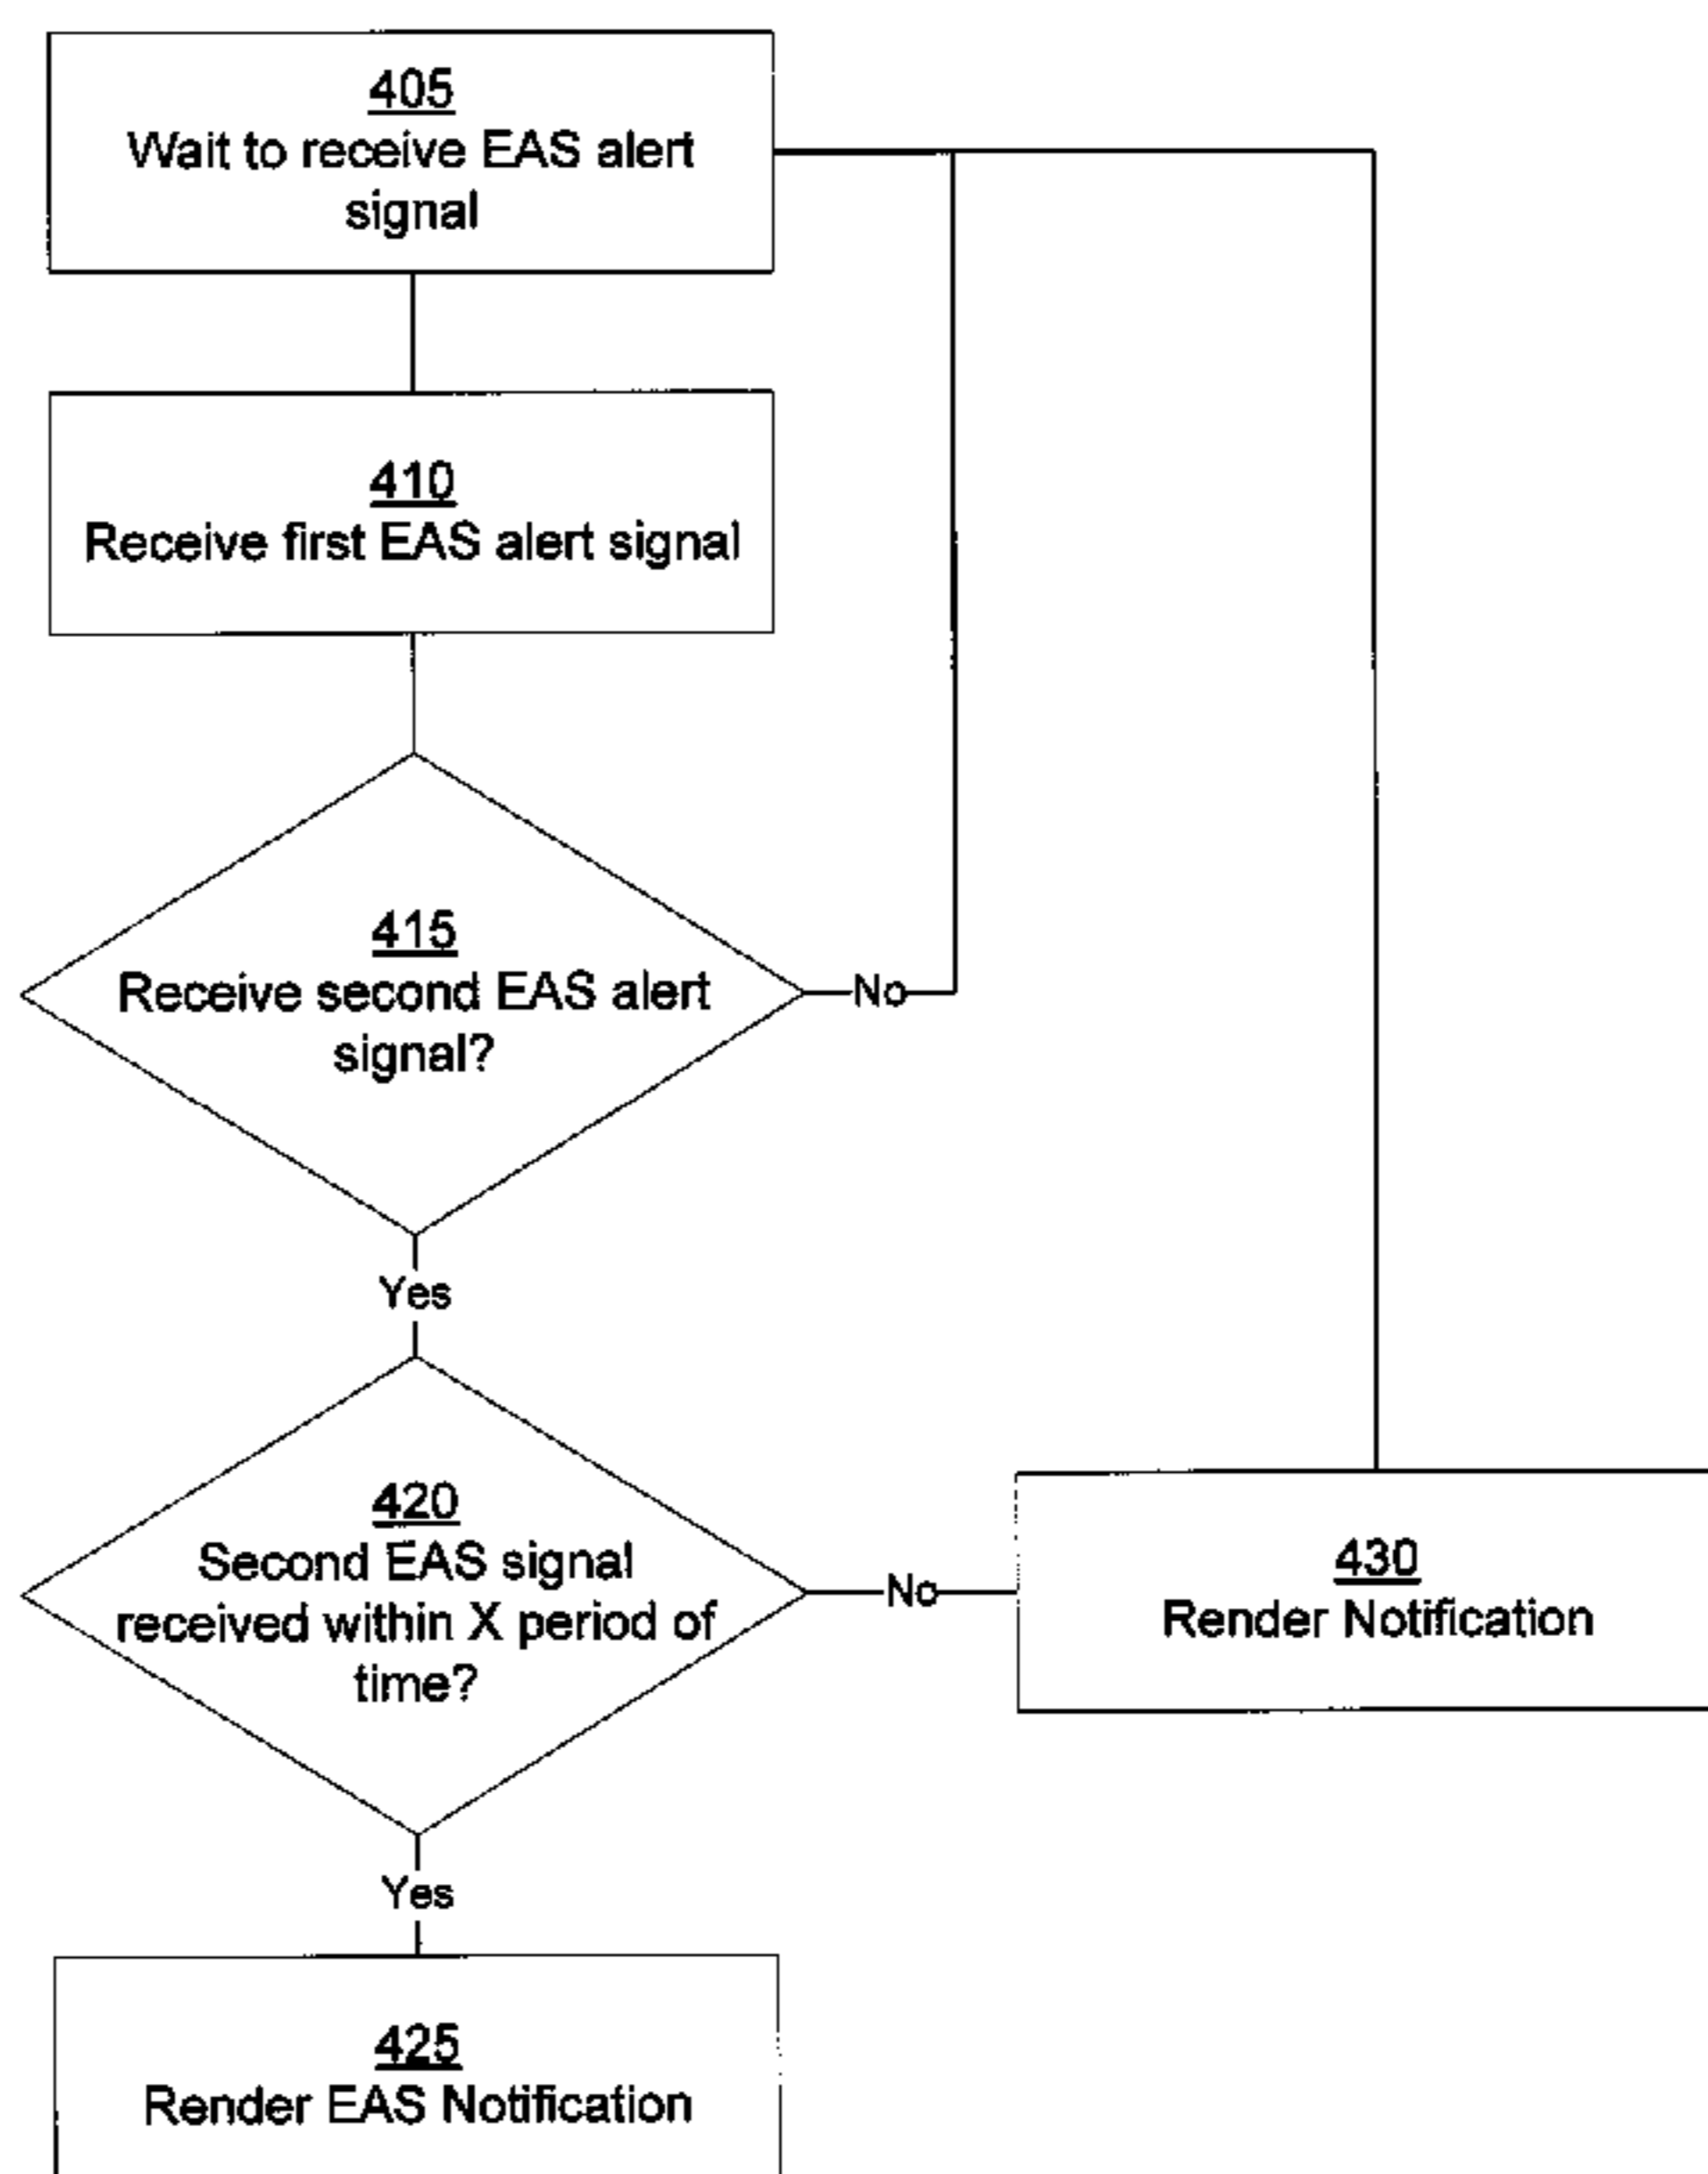 405
Wait to receive EAS alert
signal
410
Receive first EAS alert signal
415
Receive second EAS alert
signal?
No
Yes
420
Second EAS signal
received within X period of
time?
No
430
Render Notification
Yes
425
Render EAS Notification